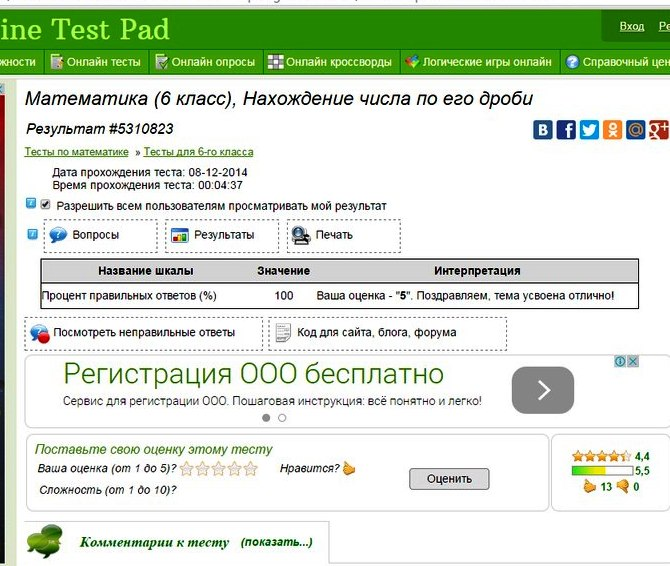 ine Test Pad
Вход
жности Онлайн тесты Онлайн опросы Онлайн кроссворды Логические игры онлайн Справочный цен
Математика (6 класс), Нахождение числа по его дроби
Результат #5310823
Тесты по математике » Тесты для 6-го класса
Дата прохождения теста: 08-12-2014
Время прохождения теста: 00:04:37
Разрешить всем пользователям просматривать мой результат
Вопросы Результаты Печать
Название шкалы Значение Интерпретация
Процент правильных ответов (%) 100 Ваша оценка - "5". Поздравляем, тема усвоена отлично!
Посмотреть неправильные ответы Код для сайта, блога, форума
Регистрация ООО бесплатно
Сервис для регистрации ООО. Пошаговая инструкция: всё понятно и легко!
Поставьте свою оценку этому тесту
Ваша оценка (от 1 до 5)? Нравится?
Сложность (от 1 до 10)?
Оценить
4,4
5,5
13 0
Комментарии к тесту (показать...)